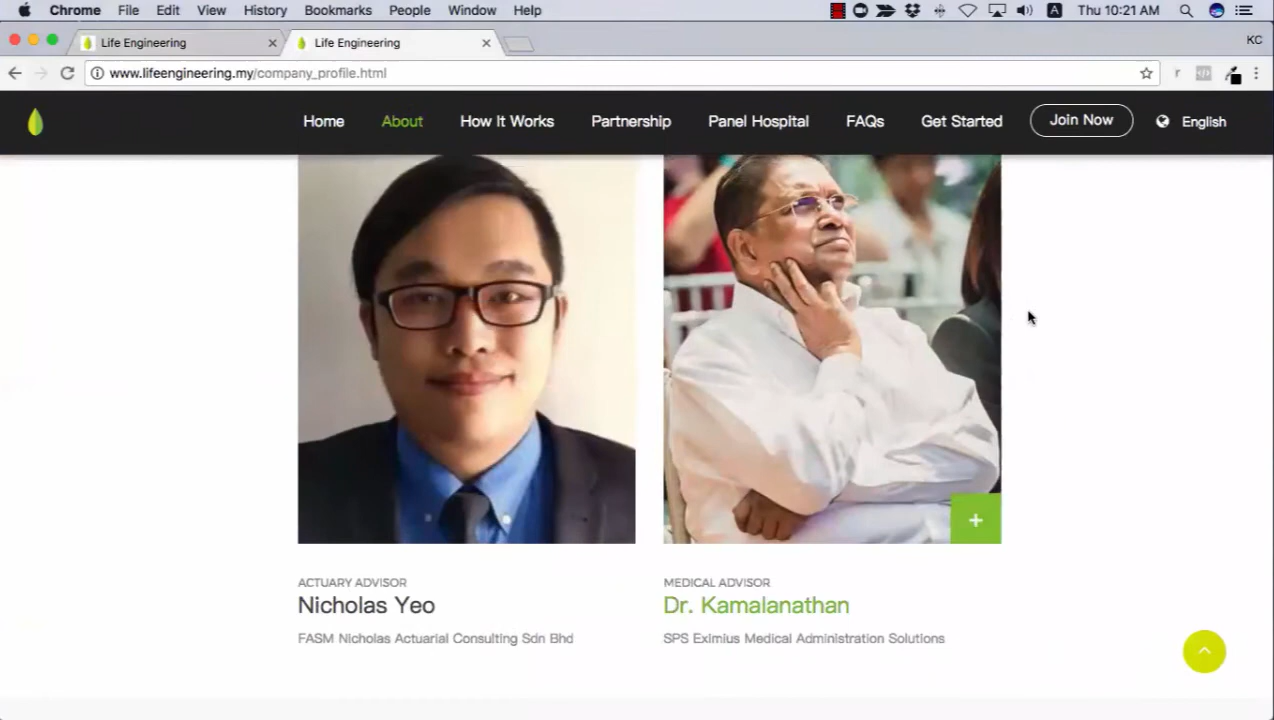 Chrome File Edit View History Bookmarks People Window Help A Thu 10:21 AM
Life Engineering Life Engineering KC
www.lifeengineering.my/company_profile.html r
Home About How It Works Partnership Panel Hospital FAQs Get Started Join Now English
ACTUARY ADVISOR MEDICAL ADVISOR
Nicholas Yeo Dr. Kamalanathan
FASM Nicholas Actuarial Consulting Sdn Bhd SPS Eximius Medical Administration Solutions